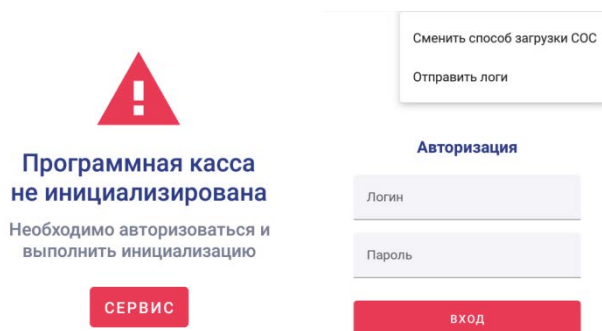 Программная касса
не инициализирована
Необходимо авторизоваться и
выполнить инициализацию
СЕРВИС
Сменить способ загрузки СОС
Отправить логи
Авторизация
Логин
Пароль
ВХОД